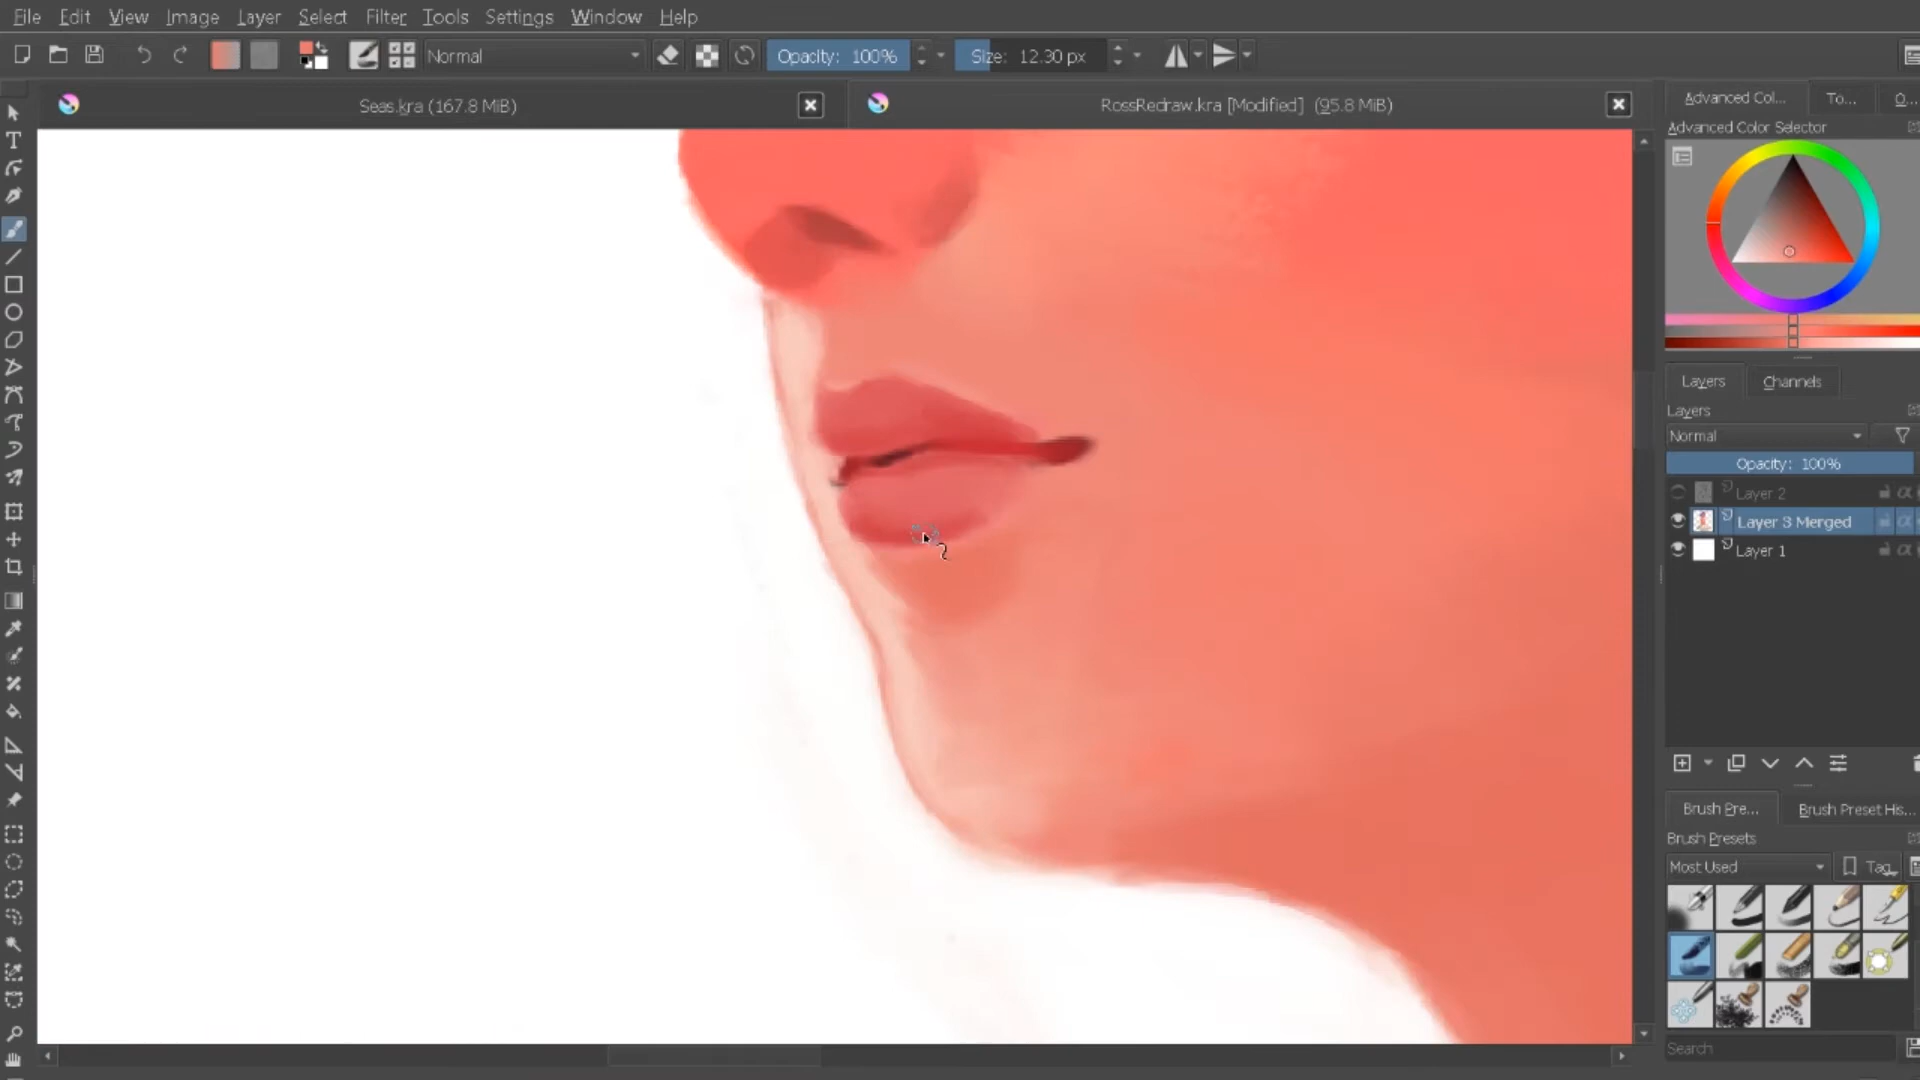 File Edit View Image Layer Select Filter Tools Settings Window Help
Normal Opacity: 100% Size: 12.30 px
Seas.kra (167.8 MiB) RossRedraw.kra [Modified] (95.8 MiB)
Advanced Col... To... O...
Advanced Color Selector
Layers Channels
Layers
Normal
Opacity: 100%
Layer 2
Layer 3 Merged
Layer 1
Brush Pre... Brush Preset His...
Brush Presets
Most Used Tag
Search